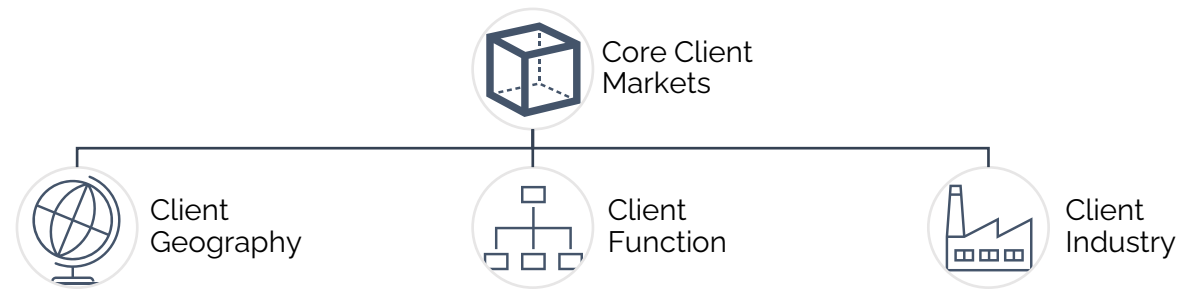 Core Client
Markets
Client
Geography
Client
Function
Client
Industry